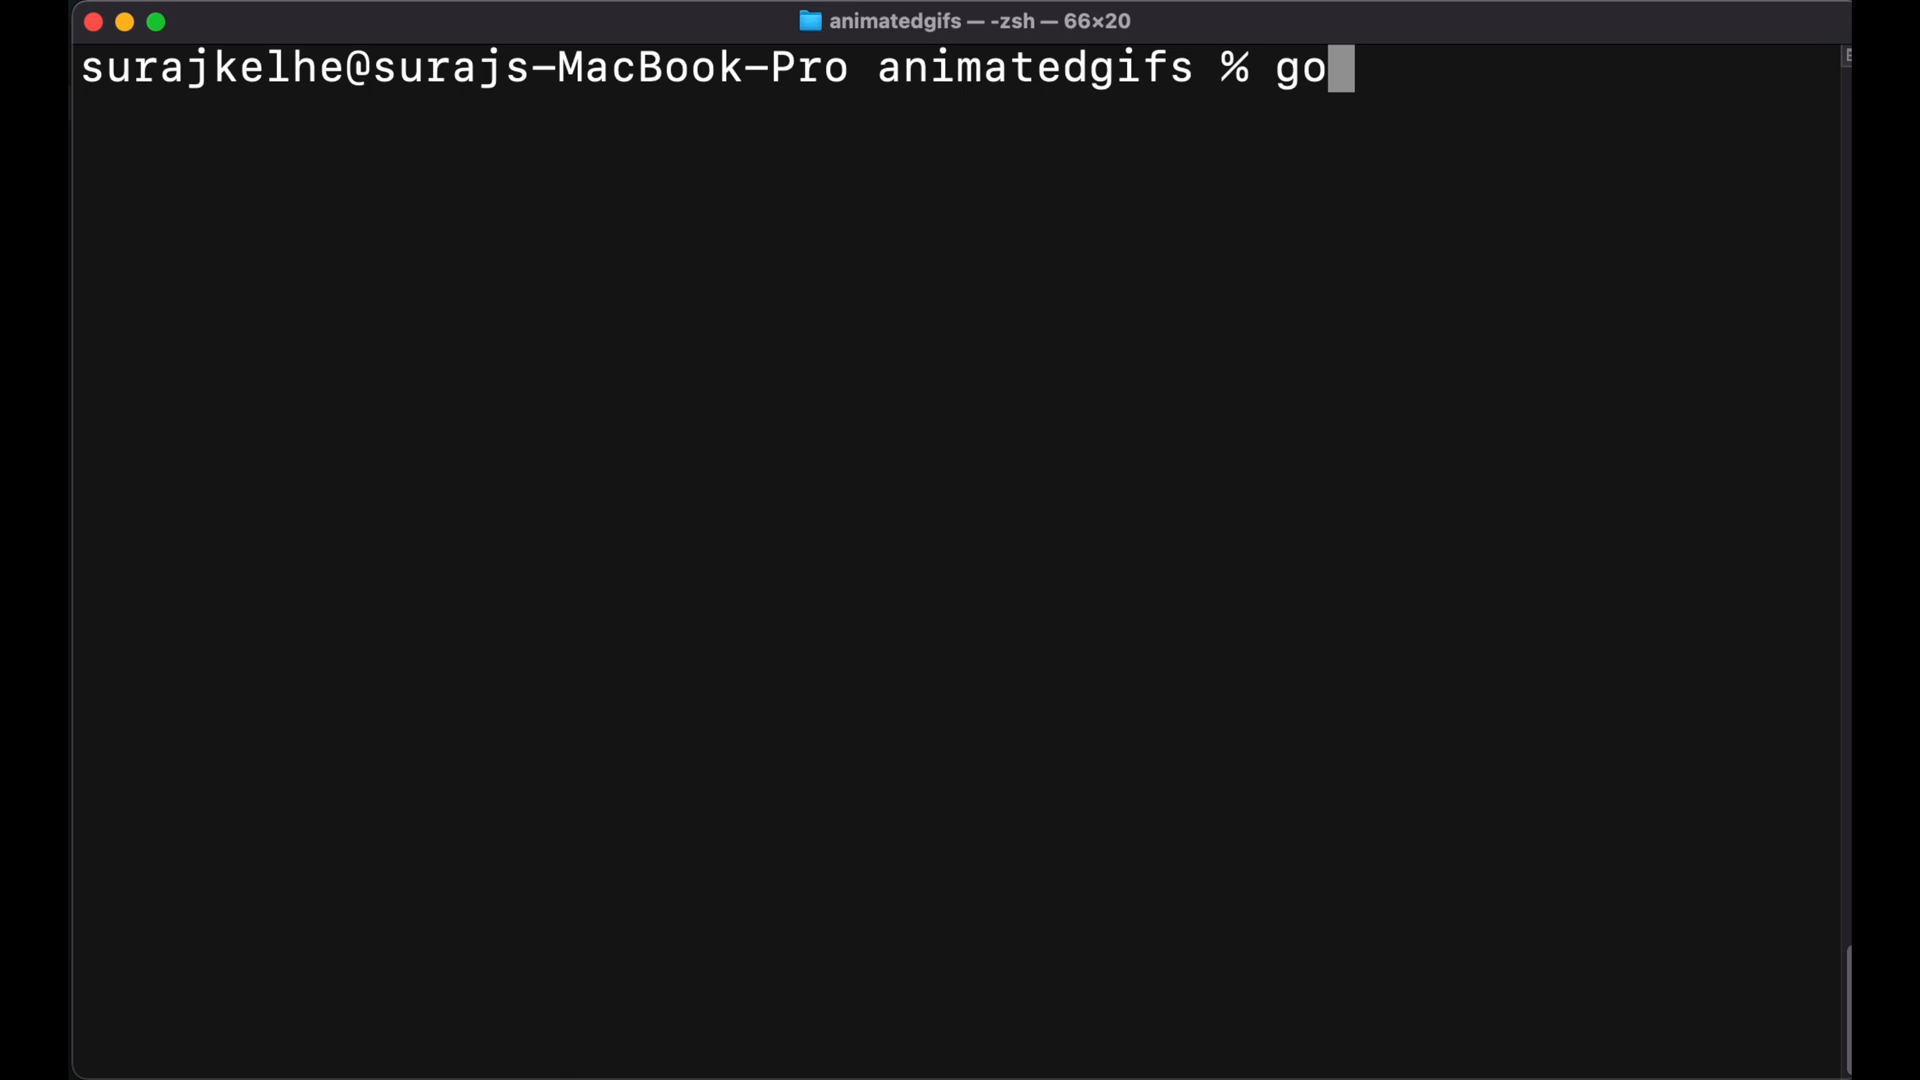 animatedgifs — -zsh — 66×20
surajkelhe@surajs-MacBook-Pro animatedgifs % go